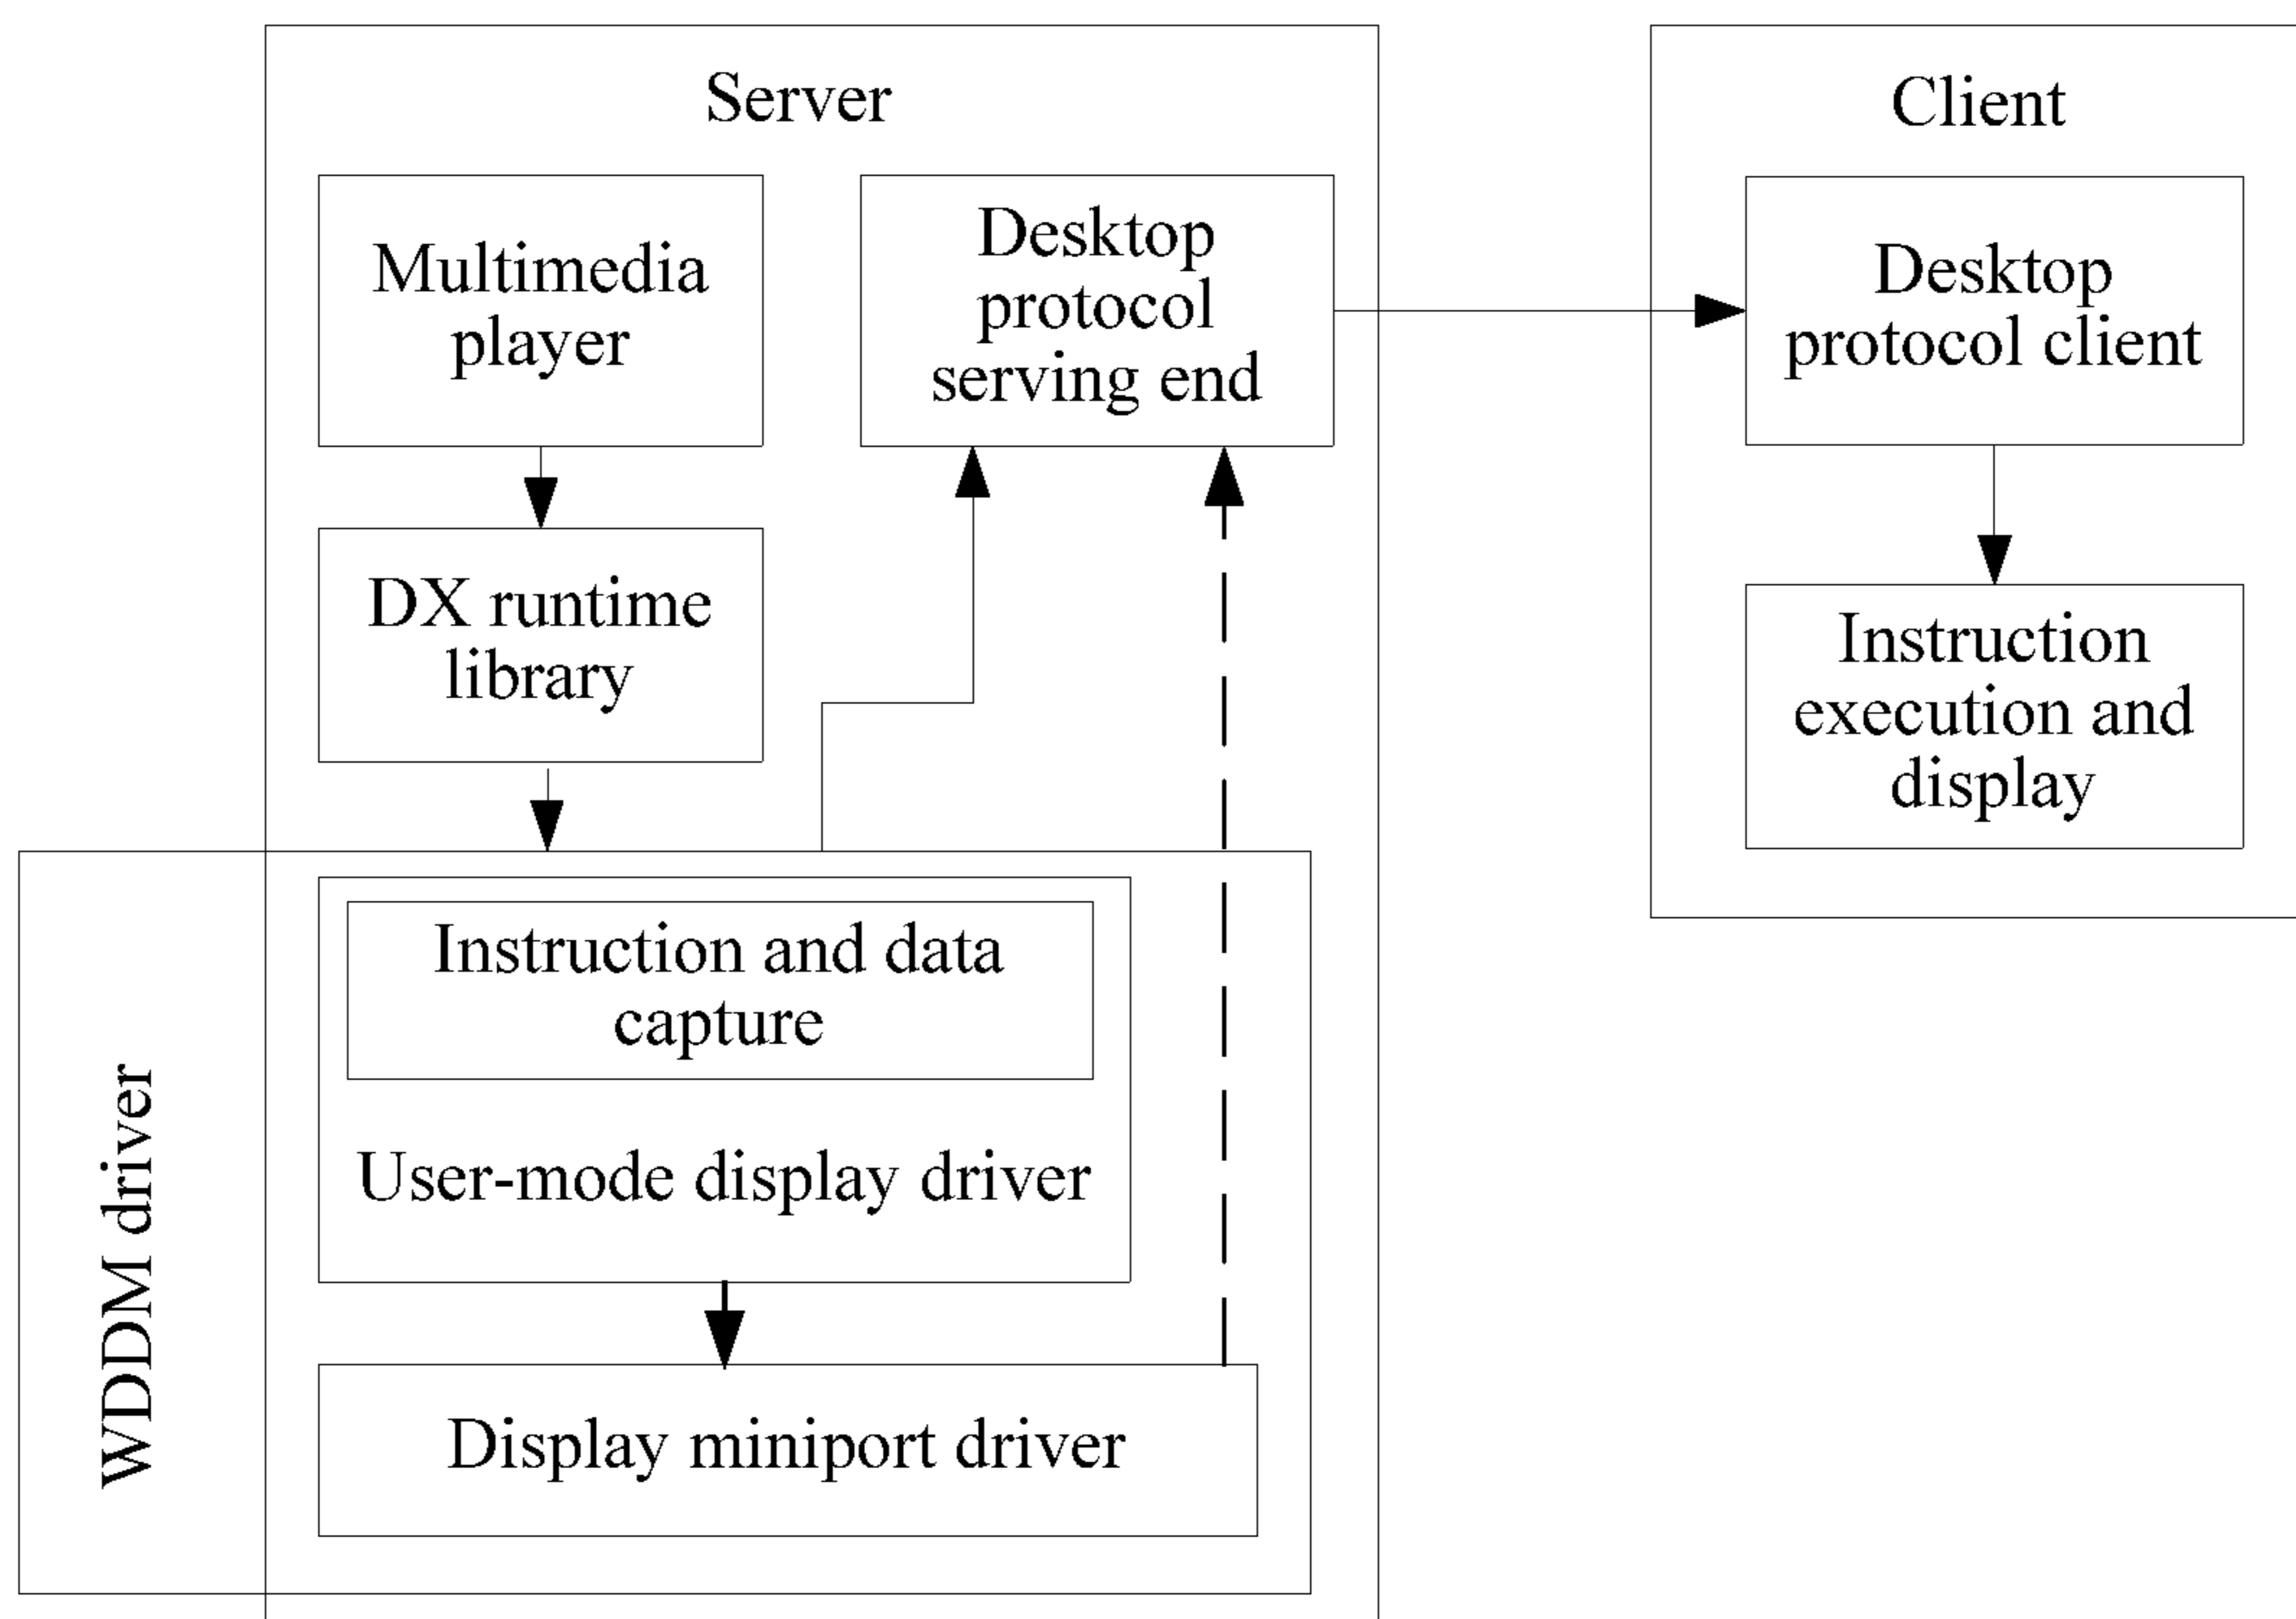 Server
Multimedia
player
Desktop
protocol
serving end
DX runtime
library
WDDM driver
Instruction and data
capture
User-mode display driver
Display miniport driver
Client
Desktop
protocol client
Instruction
execution and
display